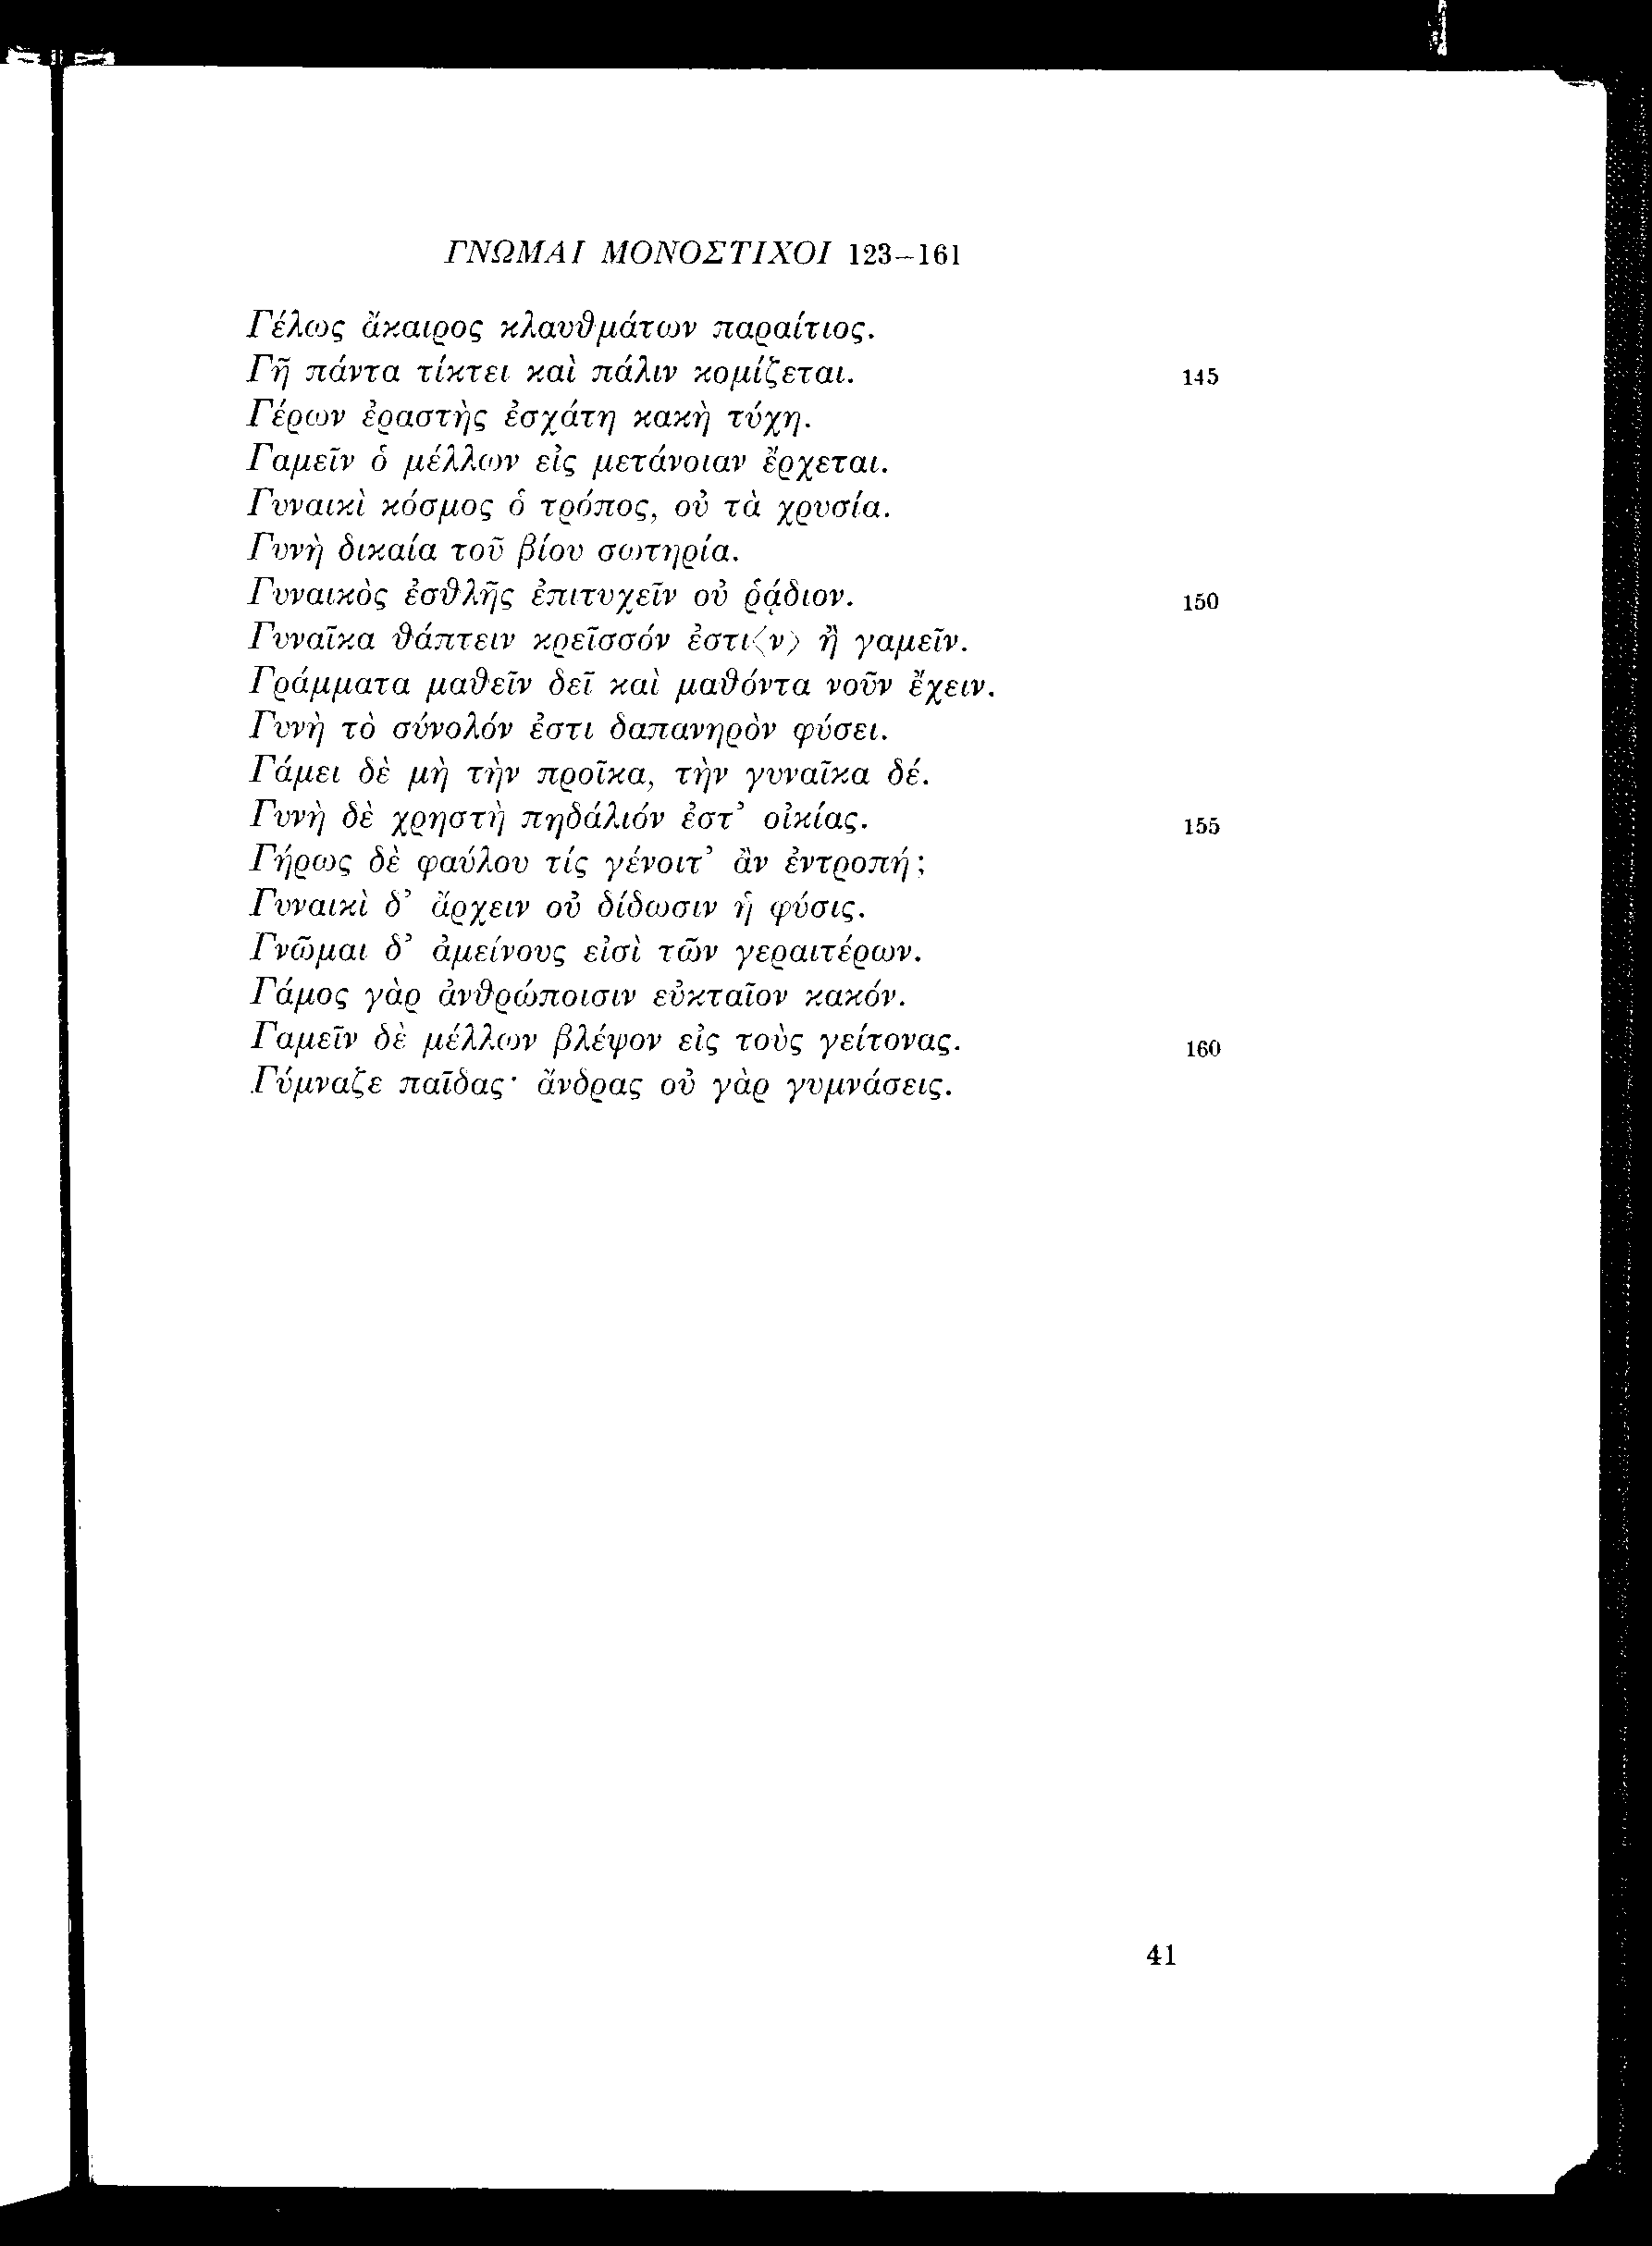 ΓΝΩΜΑΙ ΜΟΝΟΣΤΙΧΟΙ 123–161
Γέλως ἄκαιρος κλαυθμάτων παραίτιος.
Γῆ πάντα τίκτει καὶ πάλιν κομίζεται. 145
Γέρων ἐραστὴς ἐσχάτη κακὴ τύχη.
Γαμεῖν ὁ μέλλων εἰς μετάνοιαν ἔρχεται.
Γυναικὶ κόσμος ὁ τρόπος, οὐ τὰ χρυσία.
Γυνὴ δικαία τοῦ βίου σωτηρία.
Γυναικὸς ἐσθλῆς ἐπιτυχεῖν οὐ ῥᾴδιον. 150
Γυναῖκα θάπτειν κρεῖσσόν ἐστι⟨ν⟩ ἢ γαμεῖν.
Γράμματα μαθεῖν δεῖ καὶ μαθόντα νοῦν ἔχειν.
Γυνὴ τὸ σύνολόν ἐστι δαπανηρὸν φύσει.
Γάμει δὲ μὴ τὴν προῖκα, τὴν γυναῖκα δέ.
Γυνὴ δὲ χρηστὴ πηδάλιόν ἐστ’ οἰκίας. 155
Γήρως δὲ φαύλου τίς γένοιτ’ ἂν ἐντροπή;
Γυναικὶ δ’ ἄρχειν οὐ δίδωσιν ἡ φύσις.
Γνῶμαι δ’ ἀμείνους εἰσὶ τῶν γεραιτέρων.
Γάμος γὰρ ἀνθρώποισιν εὐκταῖον κακόν.
Γαμεῖν δὲ μέλλων βλέψον εἰς τοὺς γείτονας. 160
Γύμναζε παῖδας· ἄνδρας οὐ γὰρ γυμνάσεις.
41